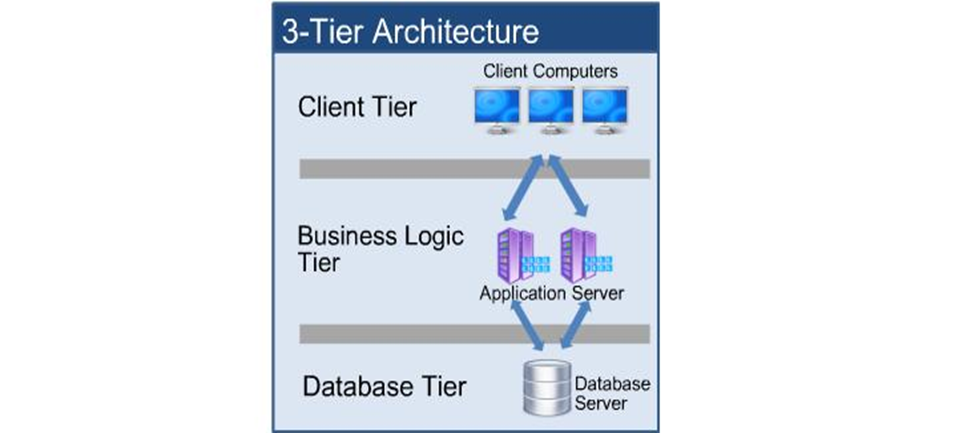 3-Tier Architecture
Client Computers
Client Tier
Business Logic
Tier
Application Server
Database Tier
Database
Server